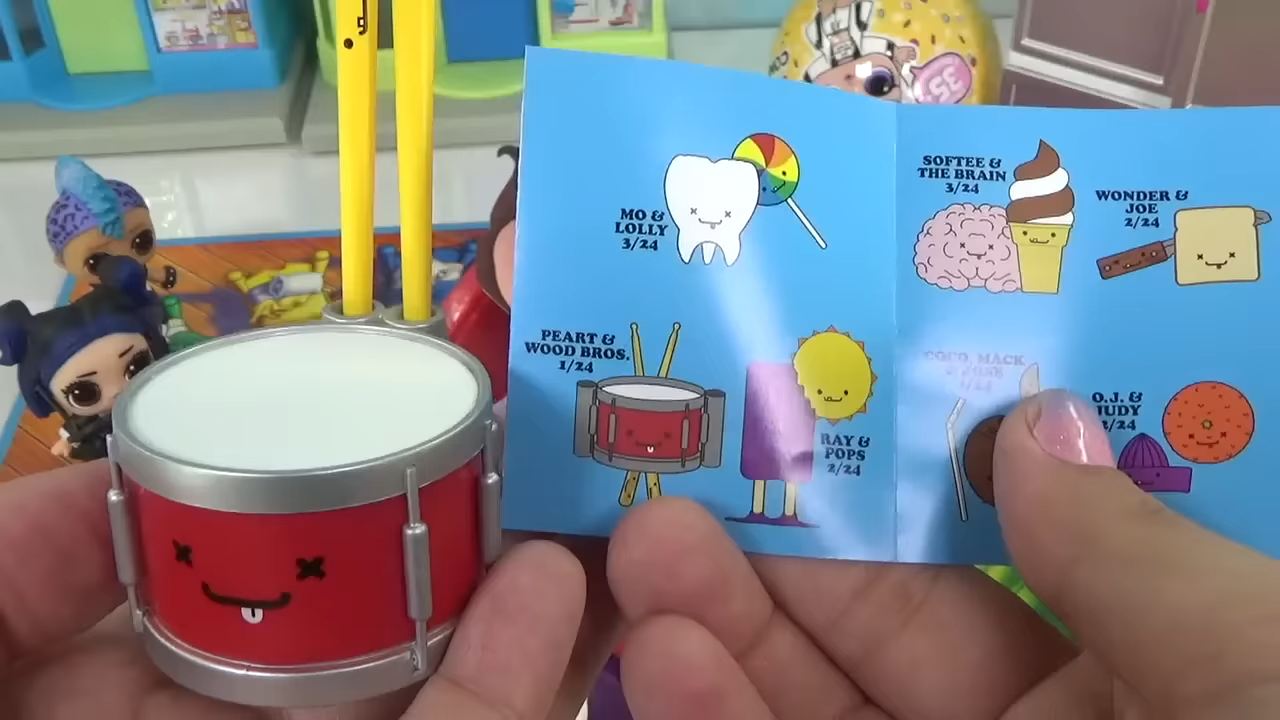 35+
MO &
LOLLY
3/24
PEART &
WOOD BROS.
1/24
RAY &
POPS
2/24
SOFTEE &
THE BRAIN
3/24
WONDER &
JOE
2/24
COCO, MACK,
O.J. &
JUDY